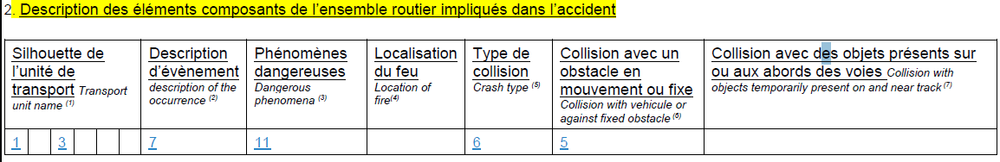 2. Description des éléments composants de l'ensemble routier impliqués dans l'accident
Silhouette de
l'unité de
transport Transport
unit name (1)
Description
d'évènement
description of the
occurrence (2)
Phénomènes
dangereuses
Dangerous
phenomena (3)
Localisation
du feu
Location of
fire(4)
Type de
collision
Crash type (5)
Collision avec un
obstacle en
mouvement ou fixe
Collision with vehicule or
against fixed obstacle (6)
Collision avec des objets présents sur
ou aux abords des voies Collision with
objects temporarily present on and near track (7)
1 3 7 11 6 5